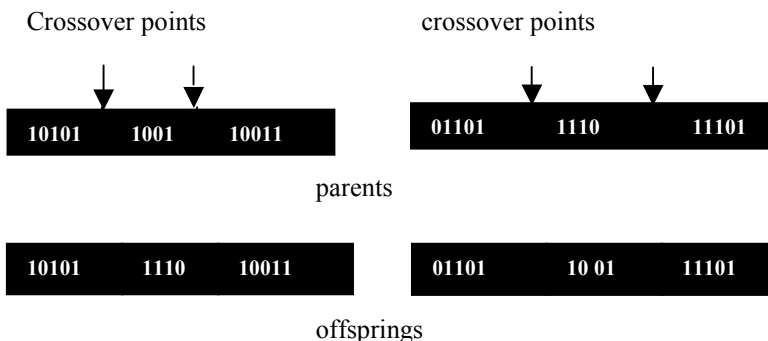 Crossover points crossover points
10101 1001 10011 01101 1110 11101
parents
10101 1110 10011 01101 10 01 11101
offsprings